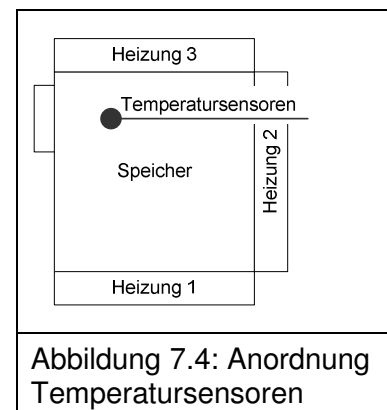 Heizung 3
Temperatursensoren
Speicher
Heizung 2
Heizung 1
Abbildung 7.4: Anordnung
Temperatursensoren